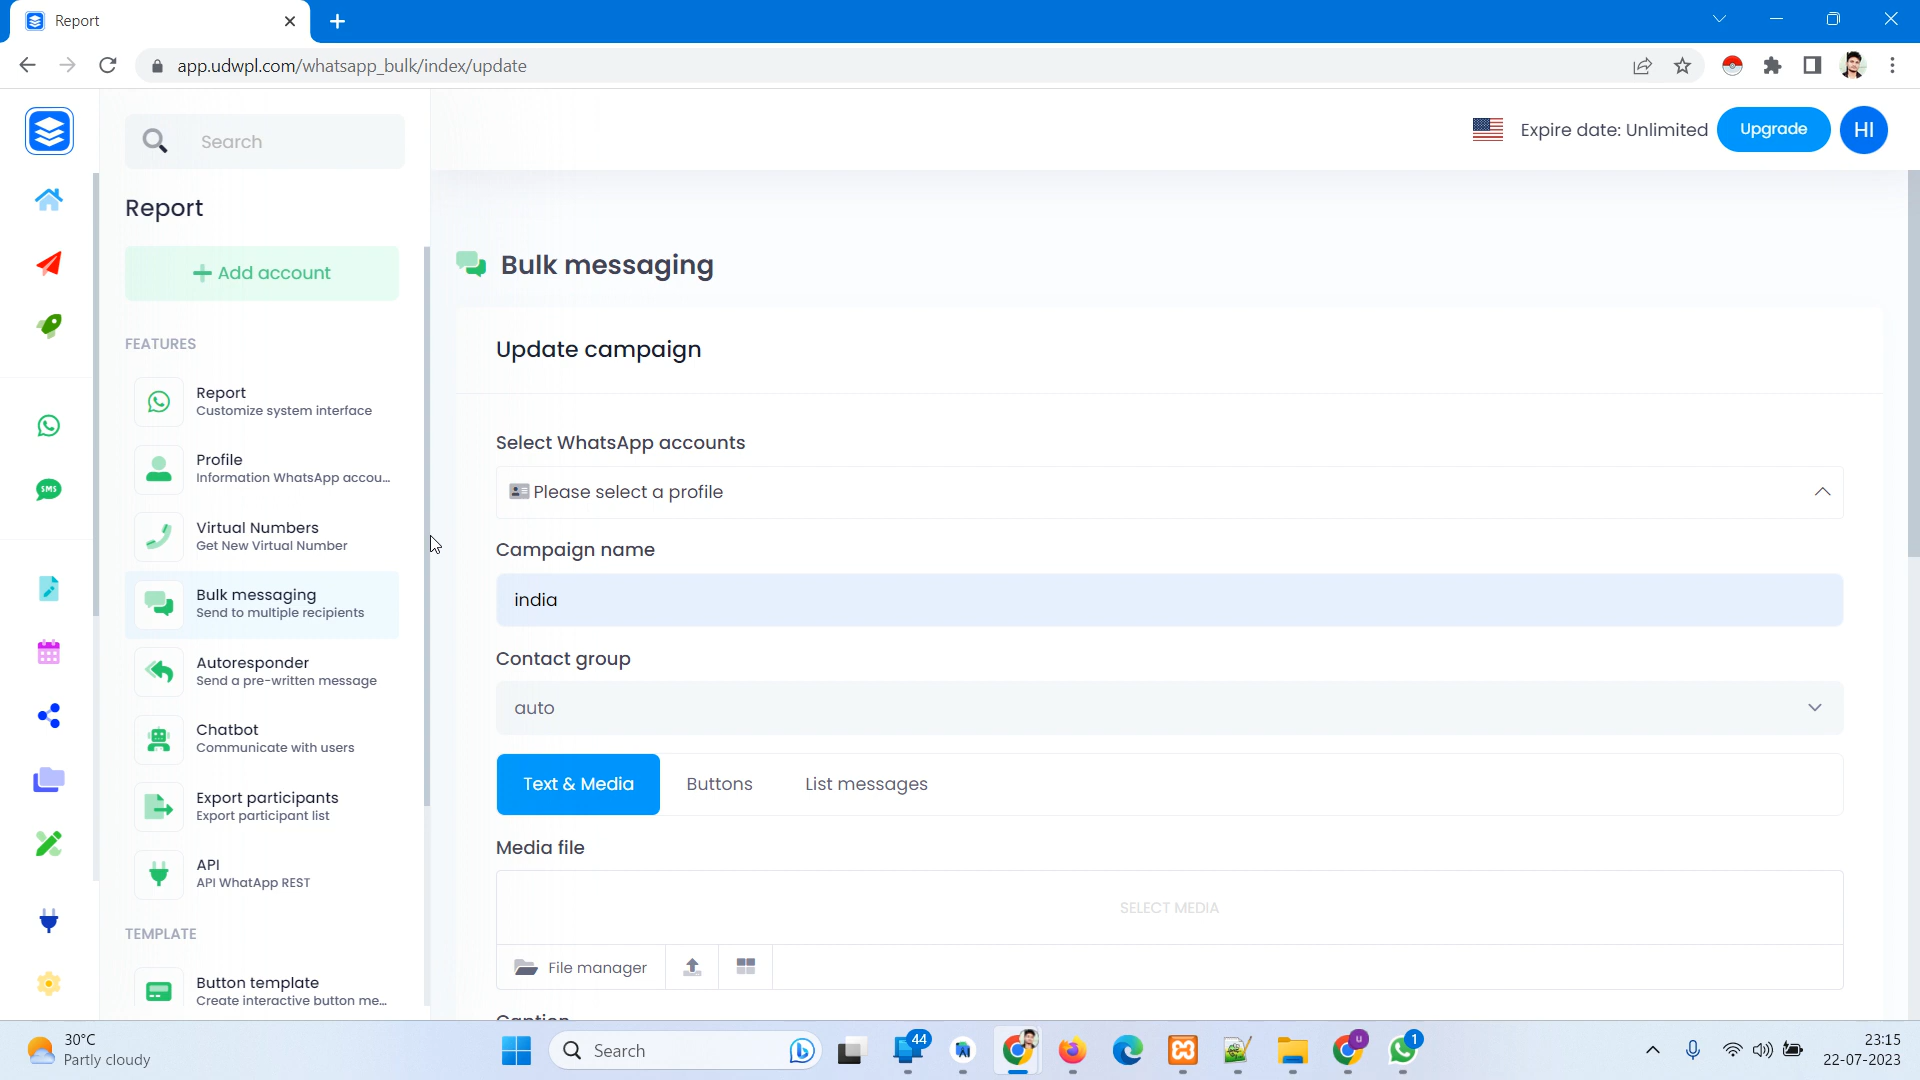 Report
app.udwpl.com/whatsapp_bulk/index/update
Search
Expire date: Unlimited
Upgrade
HI
Report
Add account
FEATURES
Report
Customize system interface
Profile
Information WhatsApp accou...
Virtual Numbers
Get New Virtual Number
Bulk messaging
Send to multiple recipients
Autoresponder
Send a pre-written message
Chatbot
Communicate with users
Export participants
Export participant list
API
API WhatApp REST
TEMPLATE
Button template
Create interactive button me...
SMS
Bulk messaging
Update campaign
Select WhatsApp accounts
Please select a profile
Campaign name
india
Contact group
auto
Text & Media
Buttons
List messages
Media file
SELECT MEDIA
File manager
Caption
30°C
Partly cloudy
Search
44
u
1
23:15
22-07-2023